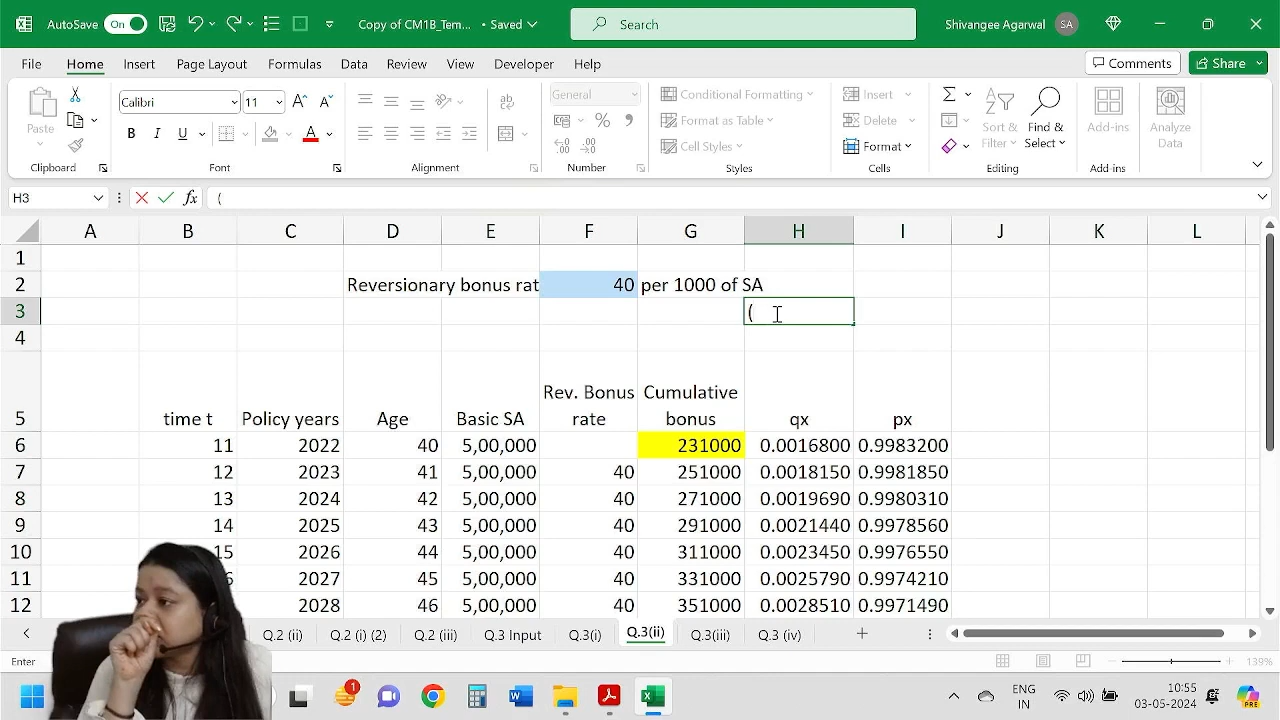 AutoSave On Copy of CM1B_Tem... • Saved Search Shivangee Agarwal SA
File Home Insert Page Layout Formulas Data Review View Developer Help Comments Share
Calibri 11 General Conditional Formatting Insert
Paste B I U A Format as Table Delete Sort & Filter Find & Select Add-ins Analyze Data
Cell Styles Format
Clipboard Font Alignment Number Styles Cells Editing Add-ins
H3 fx (
A B C D E F G H I J K L
1
2 Reversionary bonus rat 40 per 1000 of SA
3 (
4
5 time t Policy years Age Basic SA Rev. Bonus rate Cumulative bonus qx px
6 11 2022 40 5,00,000 231000 0.0016800 0.9983200
7 12 2023 41 5,00,000 40 251000 0.0018150 0.9981850
8 13 2024 42 5,00,000 40 271000 0.0019690 0.9980310
9 14 2025 43 5,00,000 40 291000 0.0021440 0.9978560
10 15 2026 44 5,00,000 40 311000 0.0023450 0.9976550
11 6 2027 45 5,00,000 40 331000 0.0025790 0.9974210
12 2028 46 5,00,000 40 351000 0.0028510 0.9971490
Q.2 (ii) Q.2 (i) (2) Q.2 (iii) Q.3 Input Q.3(i) Q.3(ii) Q.3(iii) Q.3 (iv)
Enter 139%
1 ENG IN 10:55 03-05-2024 PRE